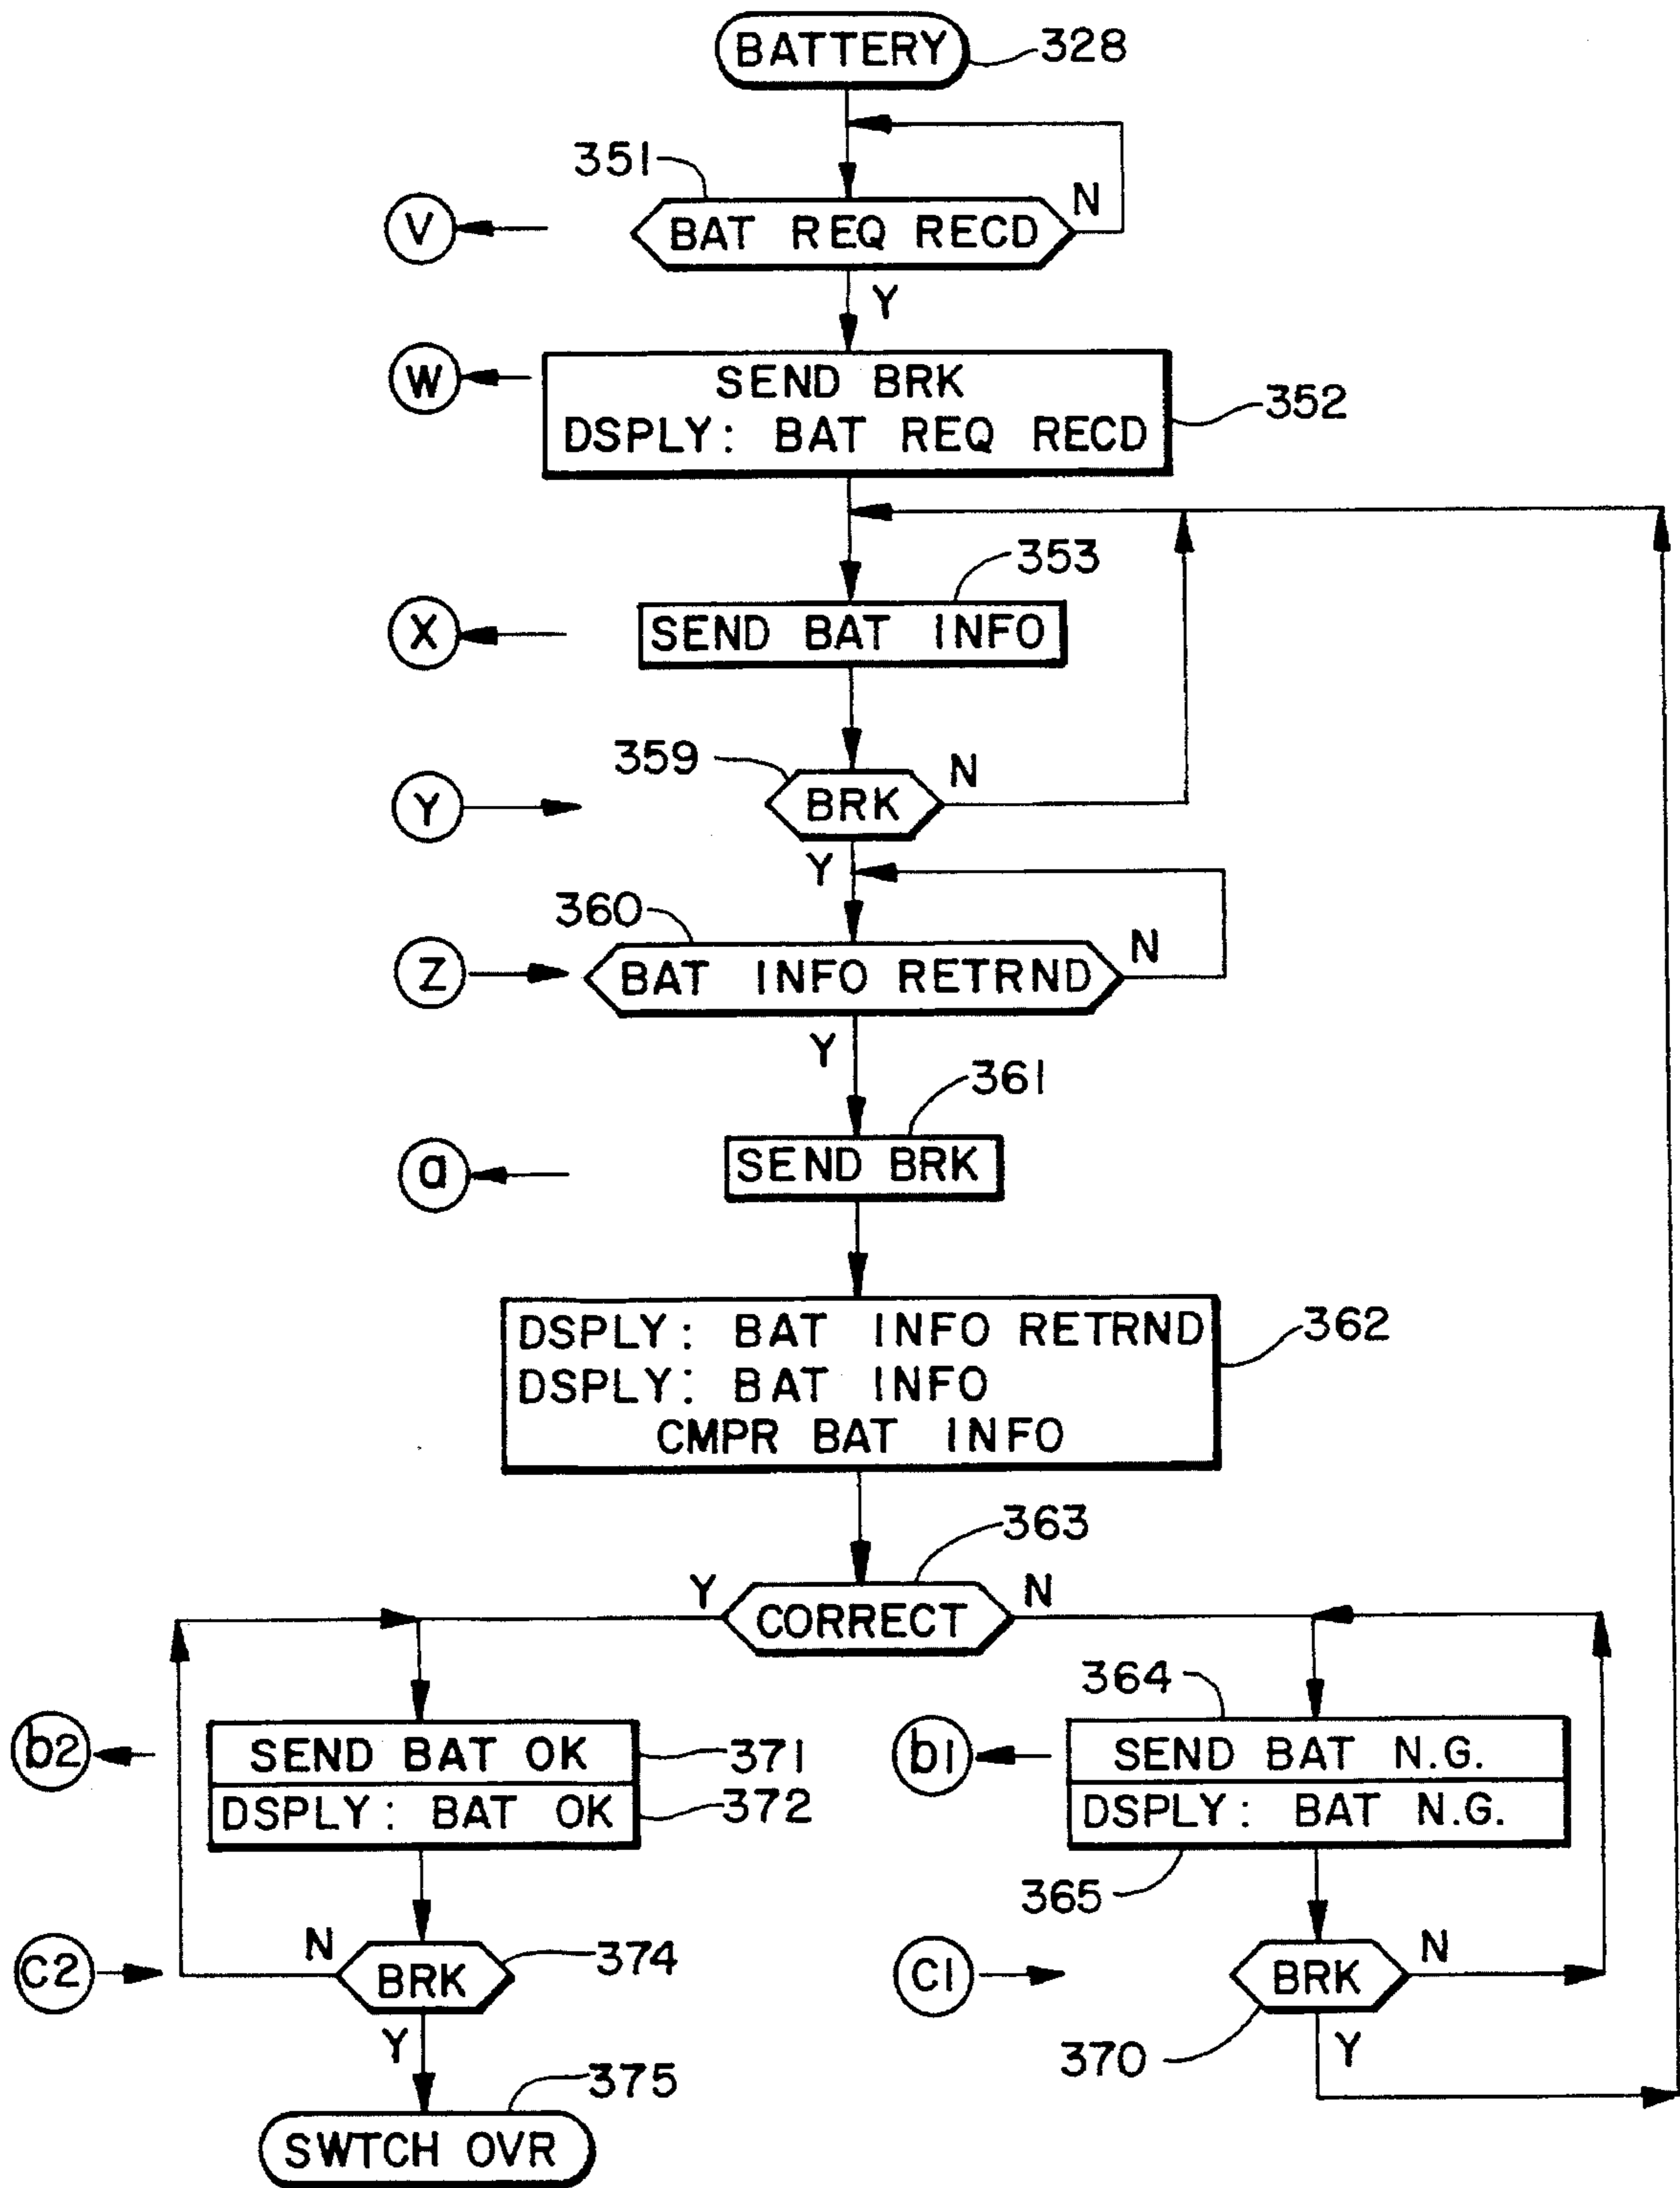 BATTERY
328
351
N
V
BAT REQ RECD
Y
W
SEND BRK
DSPLY: BAT REQ RECD
352
353
X
SEND BAT INFO
359
N
Y
BRK
Y
360
N
Z
BAT INFO RETRND
Y
361
a
SEND BRK
DSPLY: BAT INFO RETRND
DSPLY: BAT INFO
CMPR BAT INFO
362
363
Y
CORRECT
N
364
b2
SEND BAT OK
371
DSPLY: BAT OK
372
b1
SEND BAT N.G.
DSPLY: BAT N.G.
365
c2
N
BRK
374
Y
c1
BRK
N
370
Y
375
SWTCH OVR